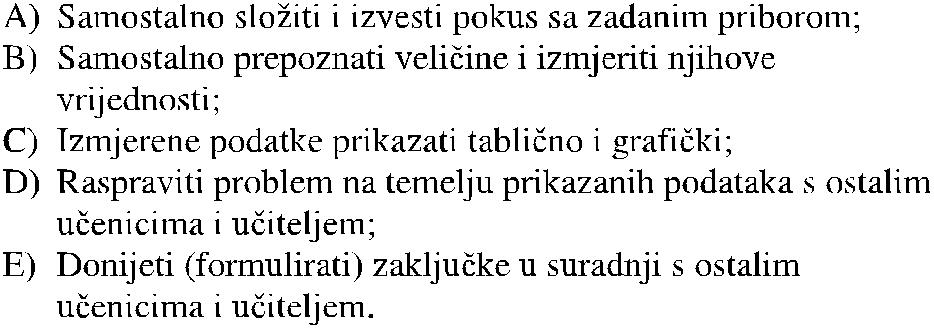 A) Samostalno složiti i izvesti pokus sa zadanim priborom;
B) Samostalno prepoznati veličine i izmjeriti njihove
vrijednosti;
C) Izmjerene podatke prikazati tablično i grafički;
D) Raspraviti problem na temelju prikazanih podataka s ostalim
učenicima i učiteljem;
E) Donijeti (formulirati) zaključke u suradnji s ostalim
učenicima i učiteljem.